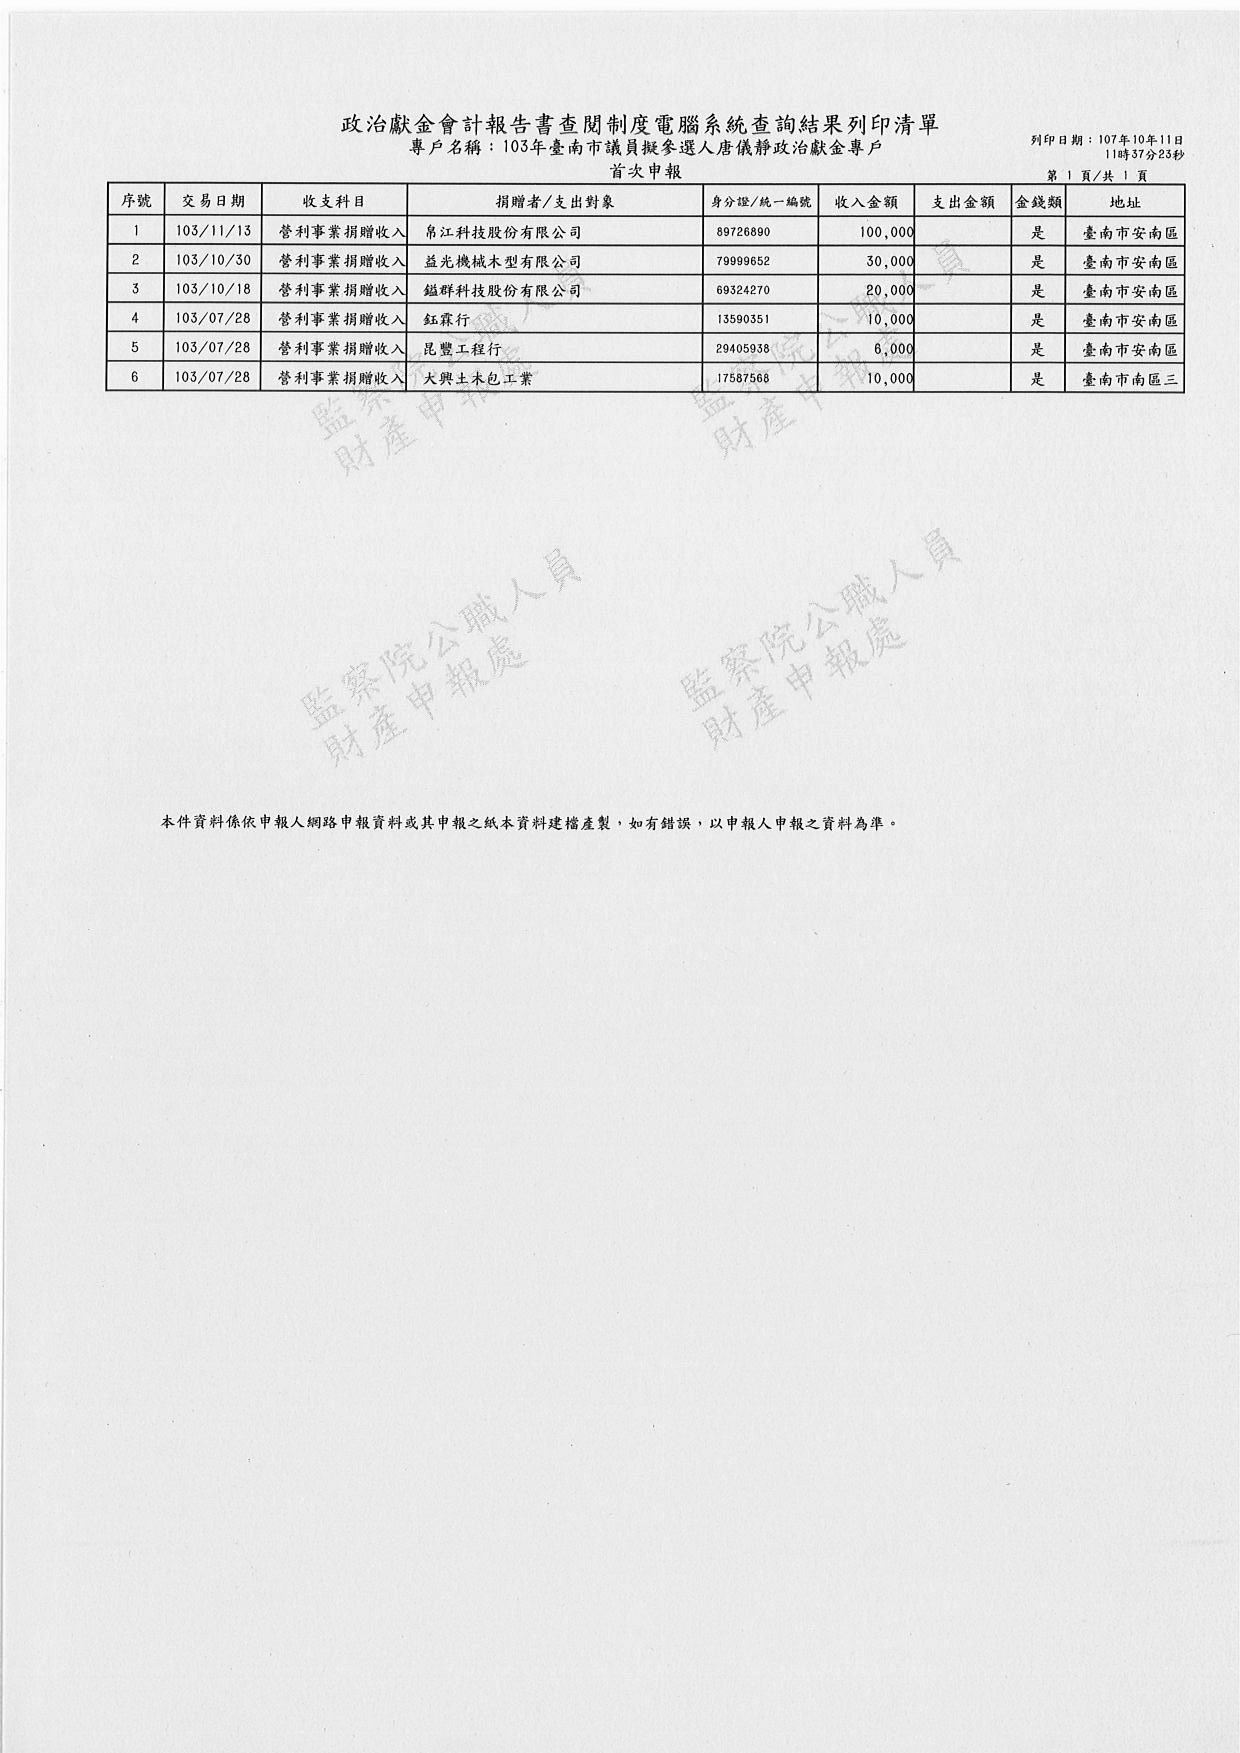 政治獻金會計報告書查閱制度電腦系統查詢結果列印清單
專戶名稱：103年臺南市議員擬參選人唐儀靜政治獻金專戶
首次申報
列印日期：107年10年11日
11時37分23秒
第 1 頁/共 1 頁
序號 交易日期 收支科目 捐贈者/支出對象 身分證/統一編號 收入金額 支出金額 金錢類 地址
1 103/11/13 營利事業捐贈收入 帛江科技股份有限公司 89726890 100,000 是 臺南市安南區
2 103/10/30 營利事業捐贈收入 益光機械木型有限公司 79999652 30,000 是 臺南市安南區
3 103/10/18 營利事業捐贈收入 鎰群科技股份有限公司 69324270 20,000 是 臺南市安南區
4 103/07/28 營利事業捐贈收入 鈺霖行 13590351 10,000 是 臺南市安南區
5 103/07/28 營利事業捐贈收入 昆豐工程行 29405938 6,000 是 臺南市安南區
6 103/07/28 營利事業捐贈收入 大興土木包工業 17587568 10,000 是 臺南市南區三
監察院公職人員
財產申報處
監察院公職人員
財產申報處
監察院公職人員
財產申報處
監察院公職人員
財產申報處
本件資料係依申報人網路申報資料或其申報之紙本資料建檔產製，如有錯誤，以申報人申報之資料為準。